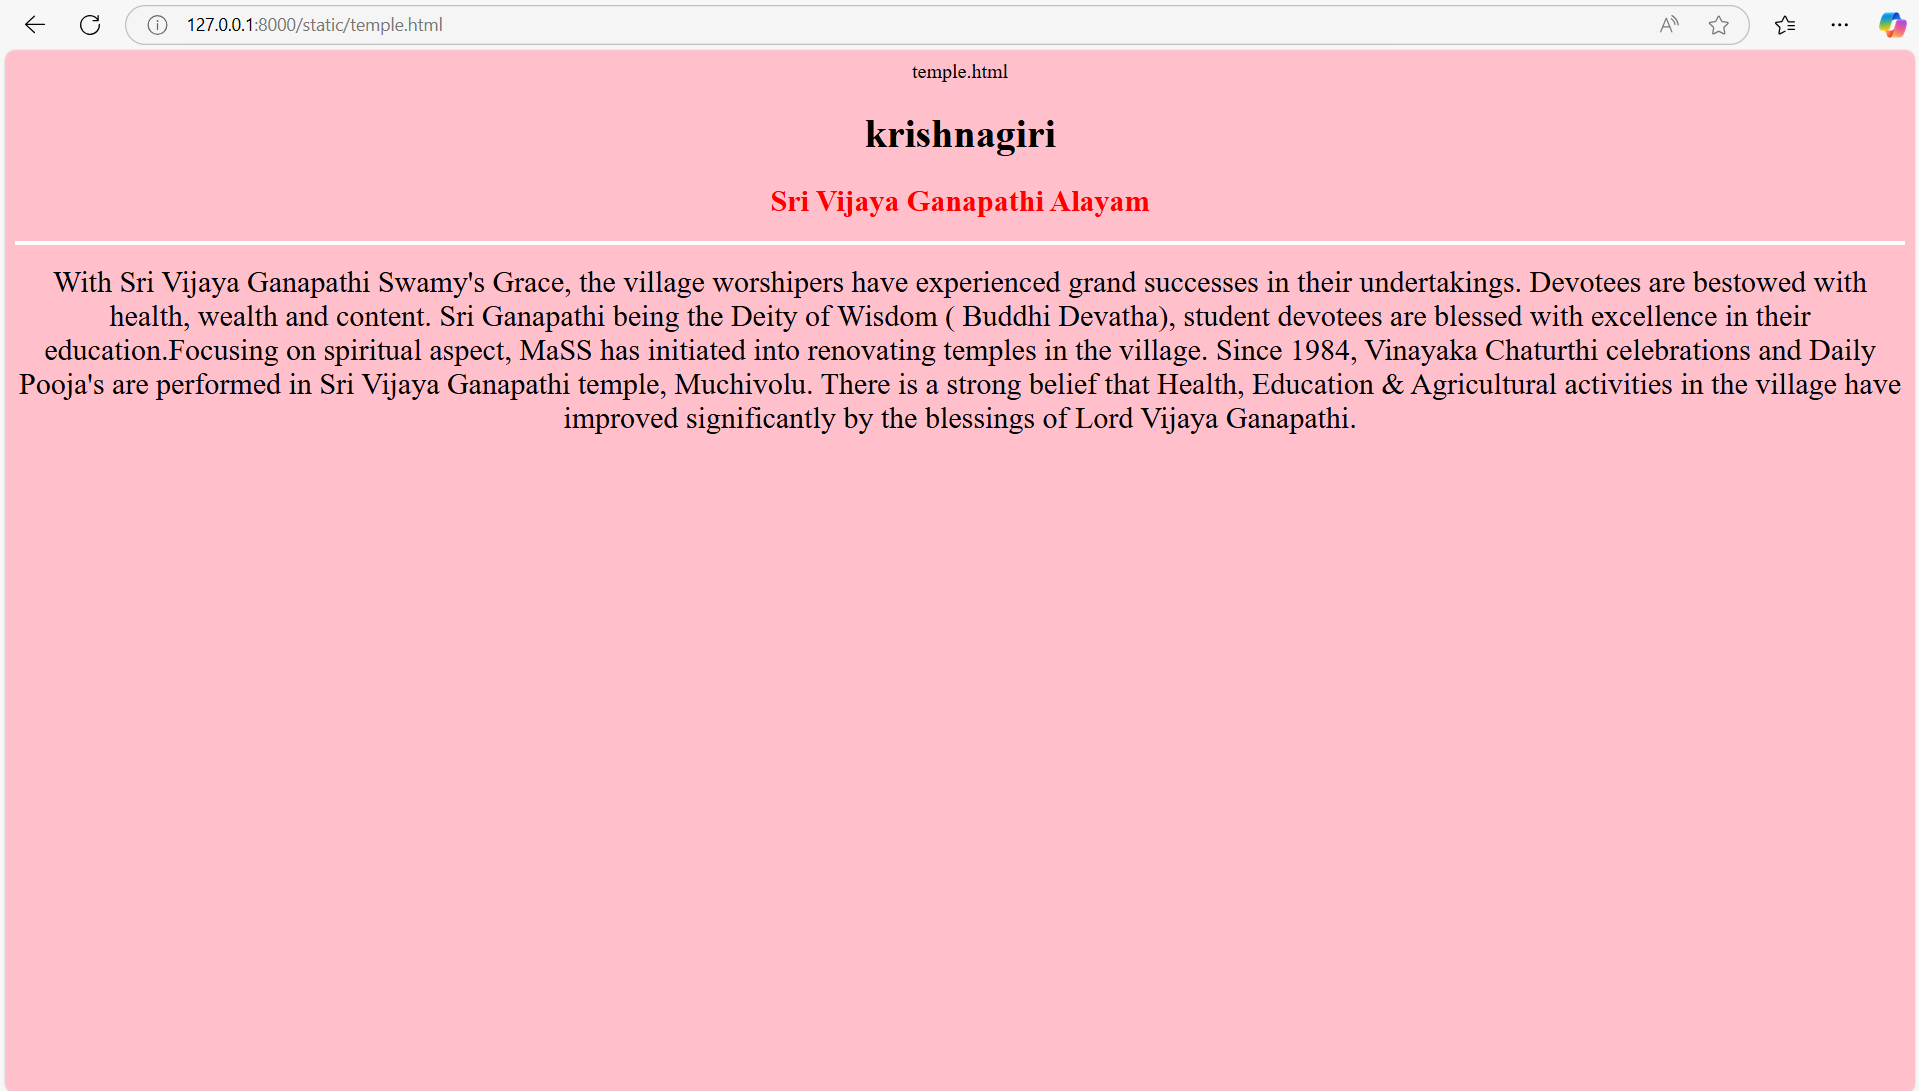 127.0.0.1:8000/static/temple.html
temple.html
krishnagiri
Sri Vijaya Ganapathi Alayam
With Sri Vijaya Ganapathi Swamy's Grace, the village worshipers have experienced grand successes in their undertakings. Devotees are bestowed with
health, wealth and content. Sri Ganapathi being the Deity of Wisdom ( Buddhi Devatha), student devotees are blessed with excellence in their
education.Focusing on spiritual aspect, MaSS has initiated into renovating temples in the village. Since 1984, Vinayaka Chaturthi celebrations and Daily
Pooja's are performed in Sri Vijaya Ganapathi temple, Muchivolu. There is a strong belief that Health, Education & Agricultural activities in the village have
improved significantly by the blessings of Lord Vijaya Ganapathi.